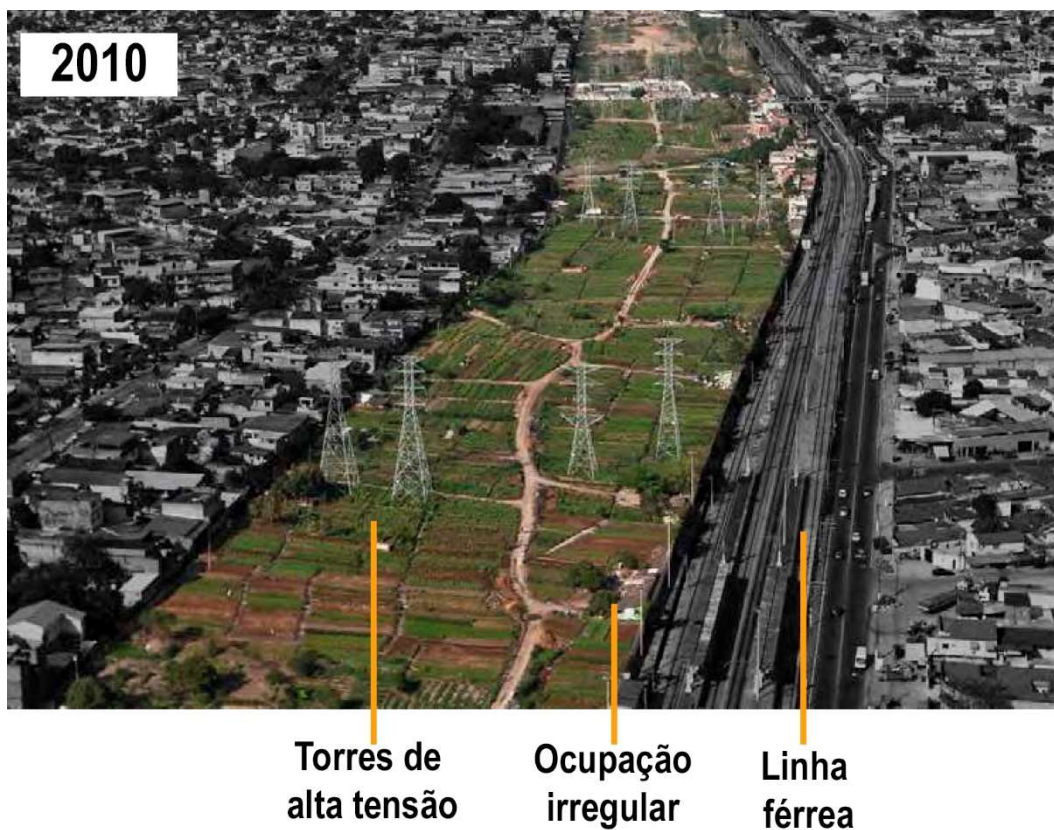 2010
Torres de
alta tensão
Ocupação
irregular
Linha
férrea